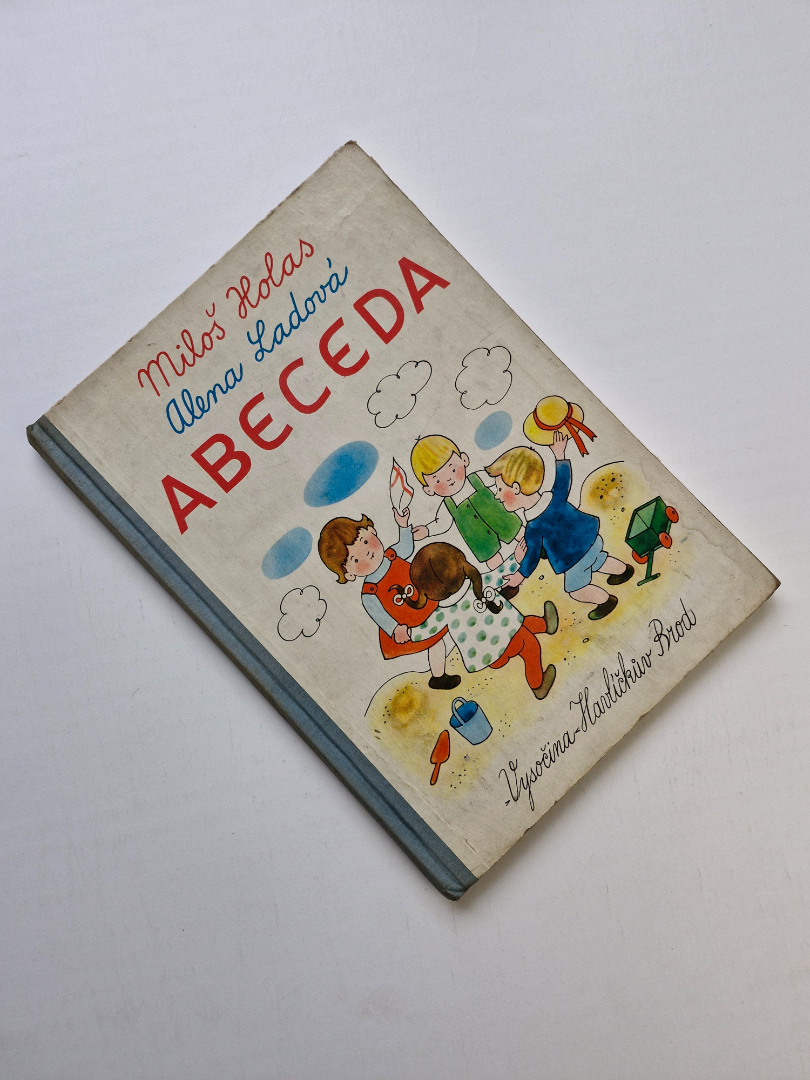 Miloš Holas
Alena Ladová
ABECEDA
„Vysočina“ Havlíčkův Brod